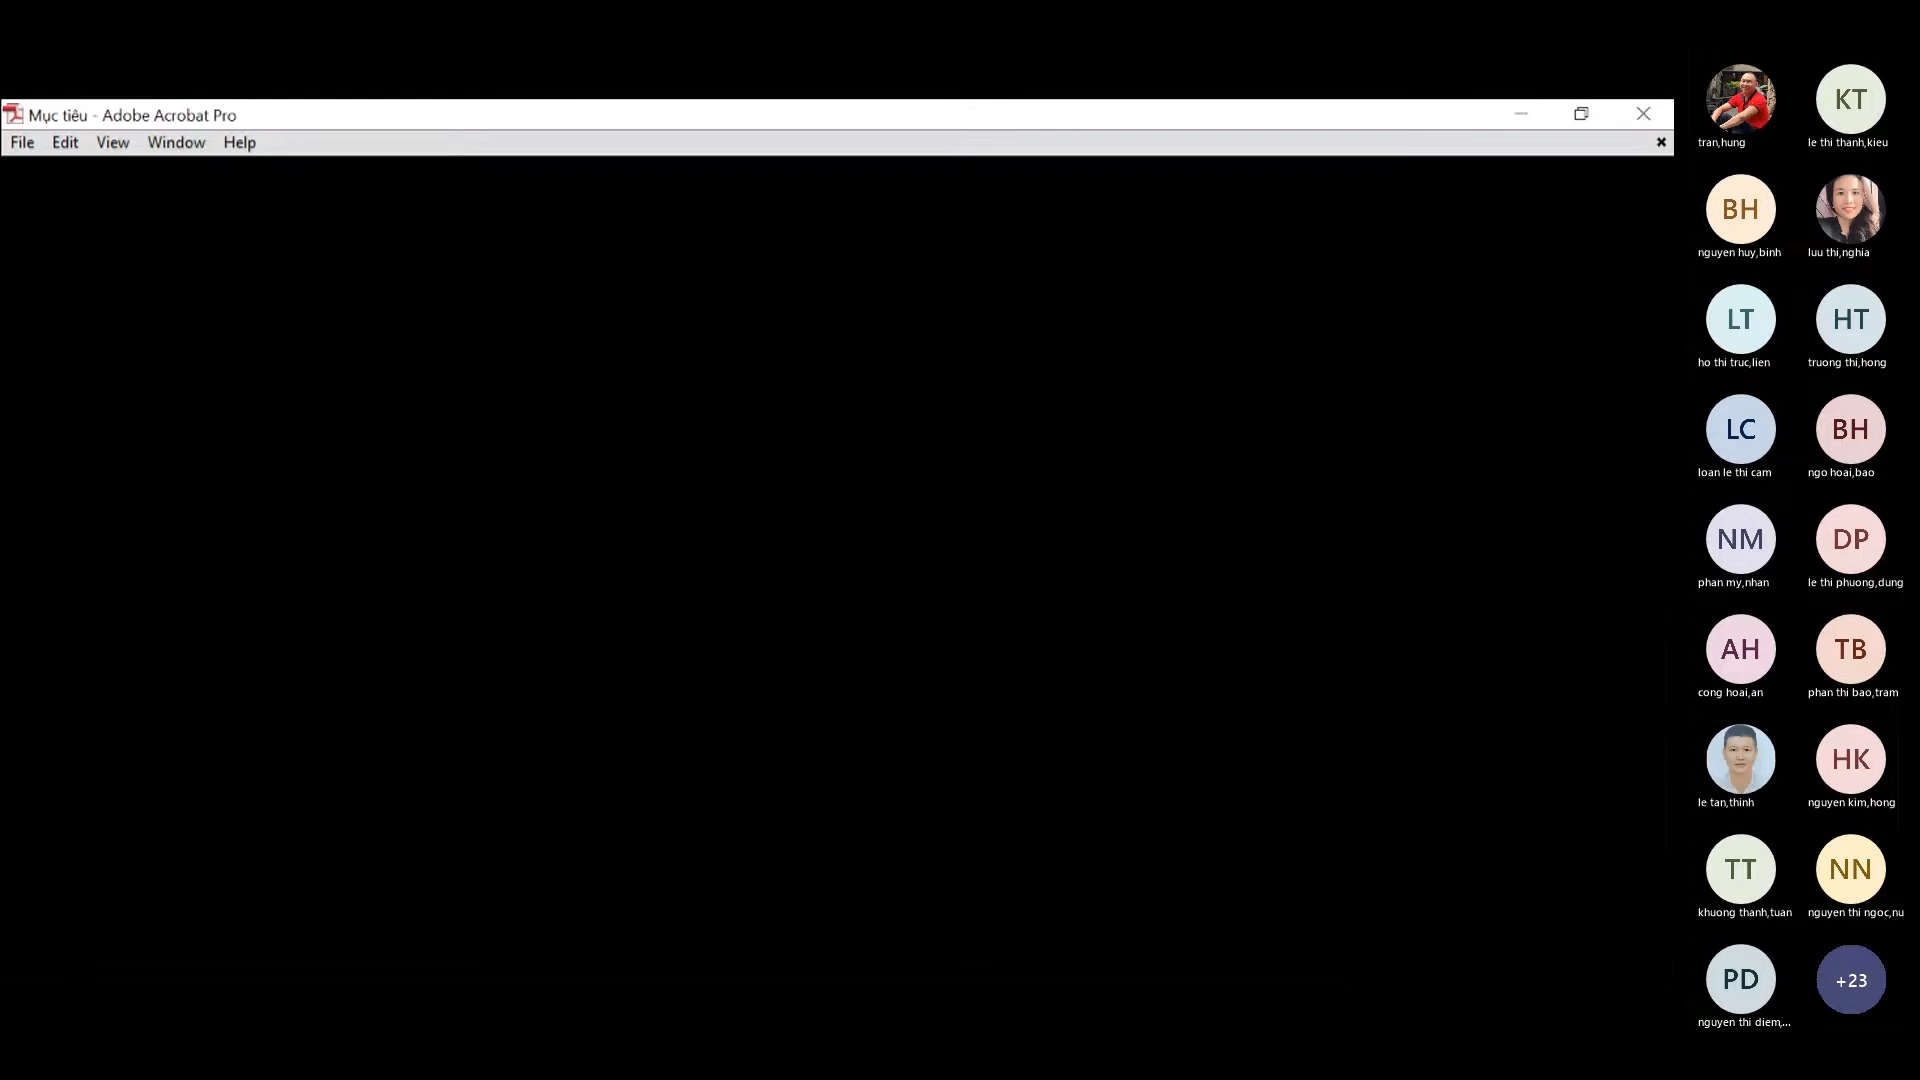 Mục tiêu - Adobe Acrobat Pro
File Edit View Window Help
tran,hung
KT
le thi thanh,kieu
BH
nguyen huy,binh
luu thi,nghia
LT
ho thi truc,lien
HT
truong thi,hong
LC
loan le thi cam
BH
ngo hoai,bao
NM
phan my,nhan
DP
le thi phuong,dung
AH
cong hoai,an
TB
phan thi bao,tram
le tan,thinh
HK
nguyen kim,hong
TT
khuong thanh,tuan
NN
nguyen thi ngoc,nu
PD
nguyen thi diem,...
+23